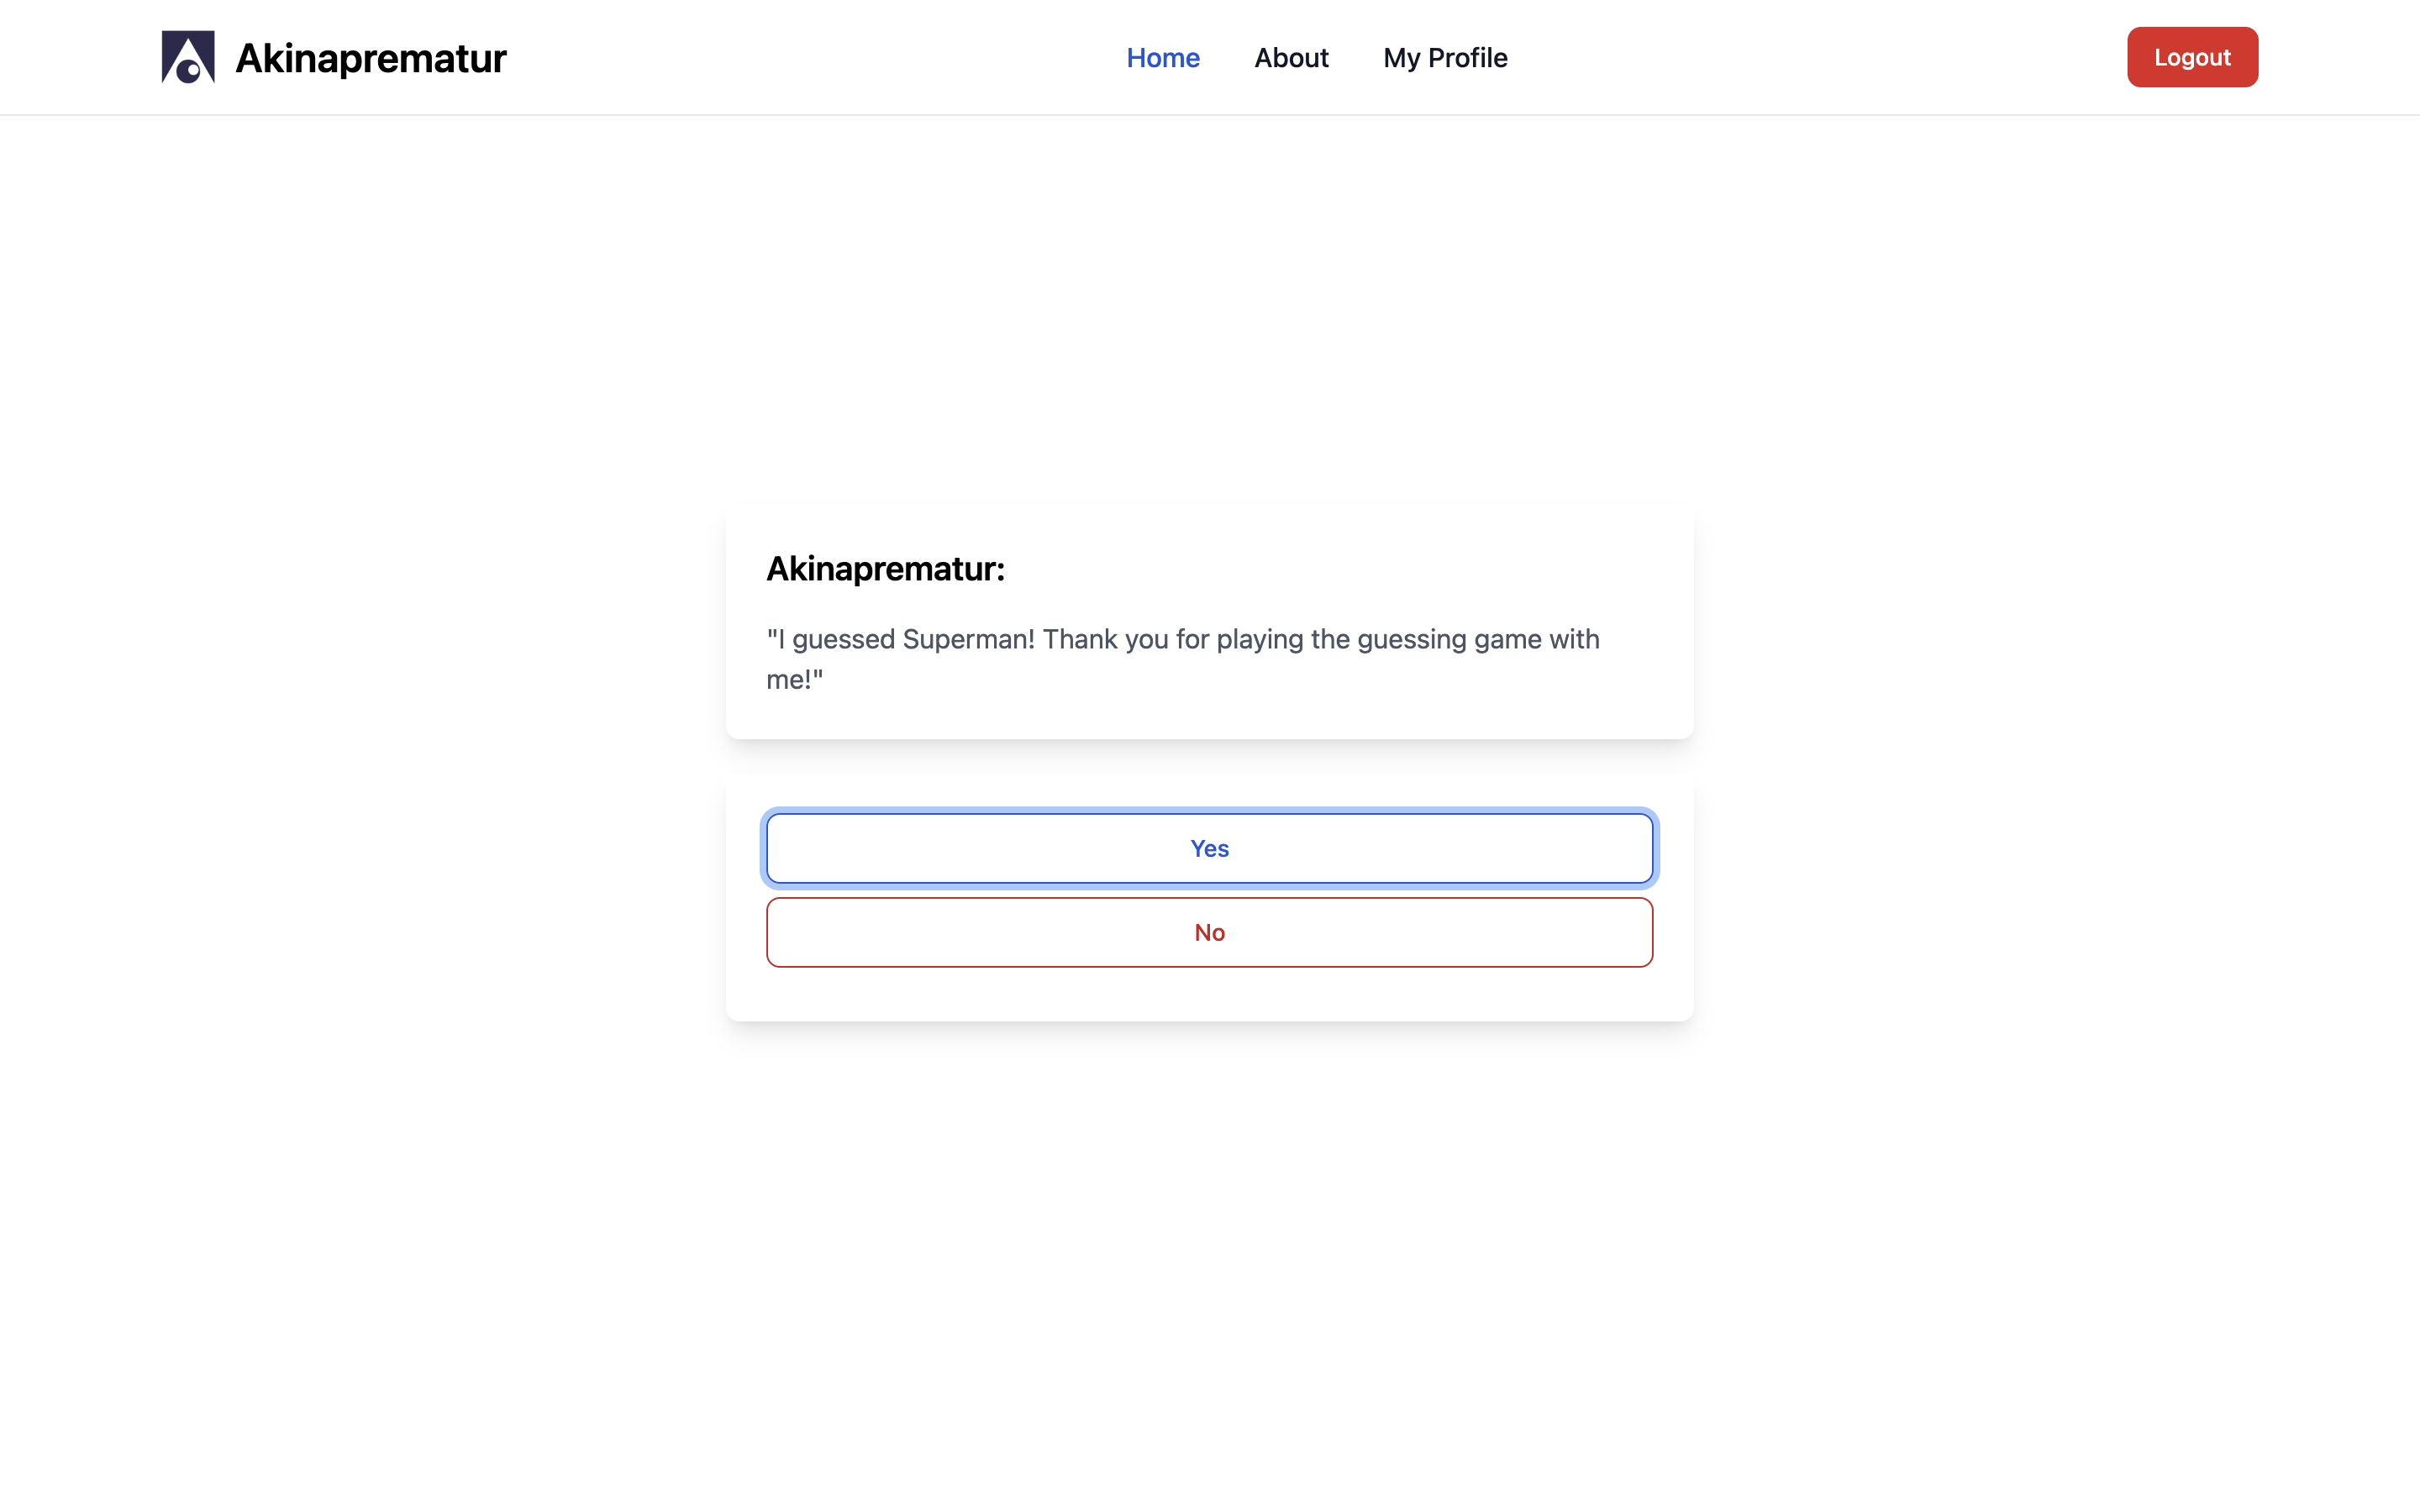 Akinaprematur
Home
About
My Profile
Logout
Akinaprematur:
"I guessed Superman! Thank you for playing the guessing game with
me!"
Yes
No